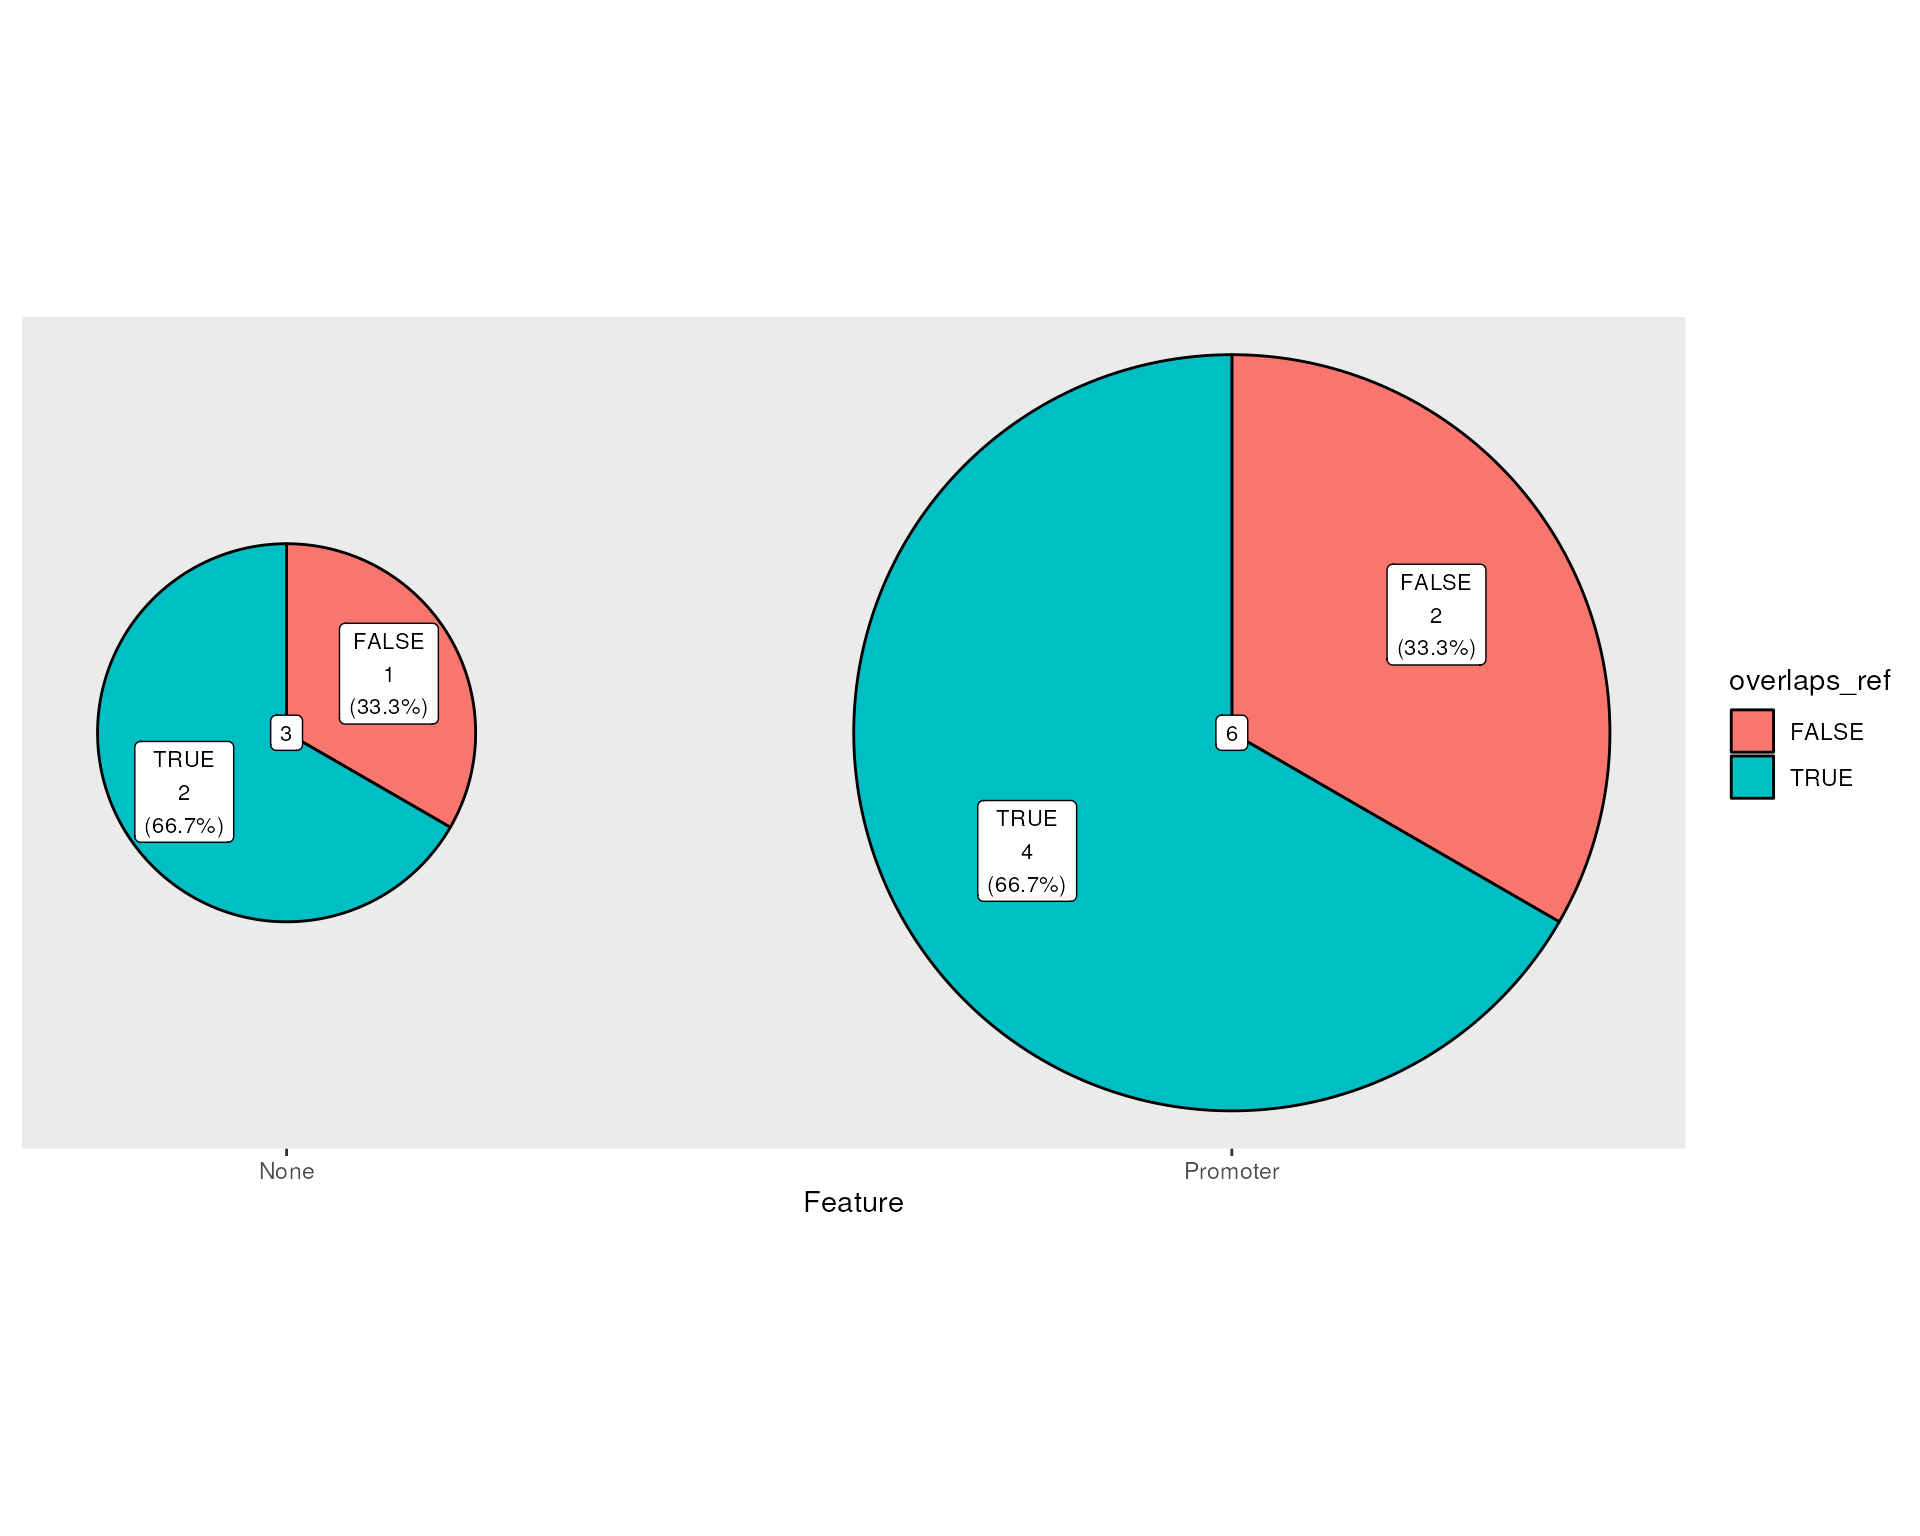 FALSE
1
(33.3%)
3
TRUE
2
(66.7%)
FALSE
2
(33.3%)
6
TRUE
4
(66.7%)
None
Promoter
Feature
overlaps_ref
FALSE
TRUE